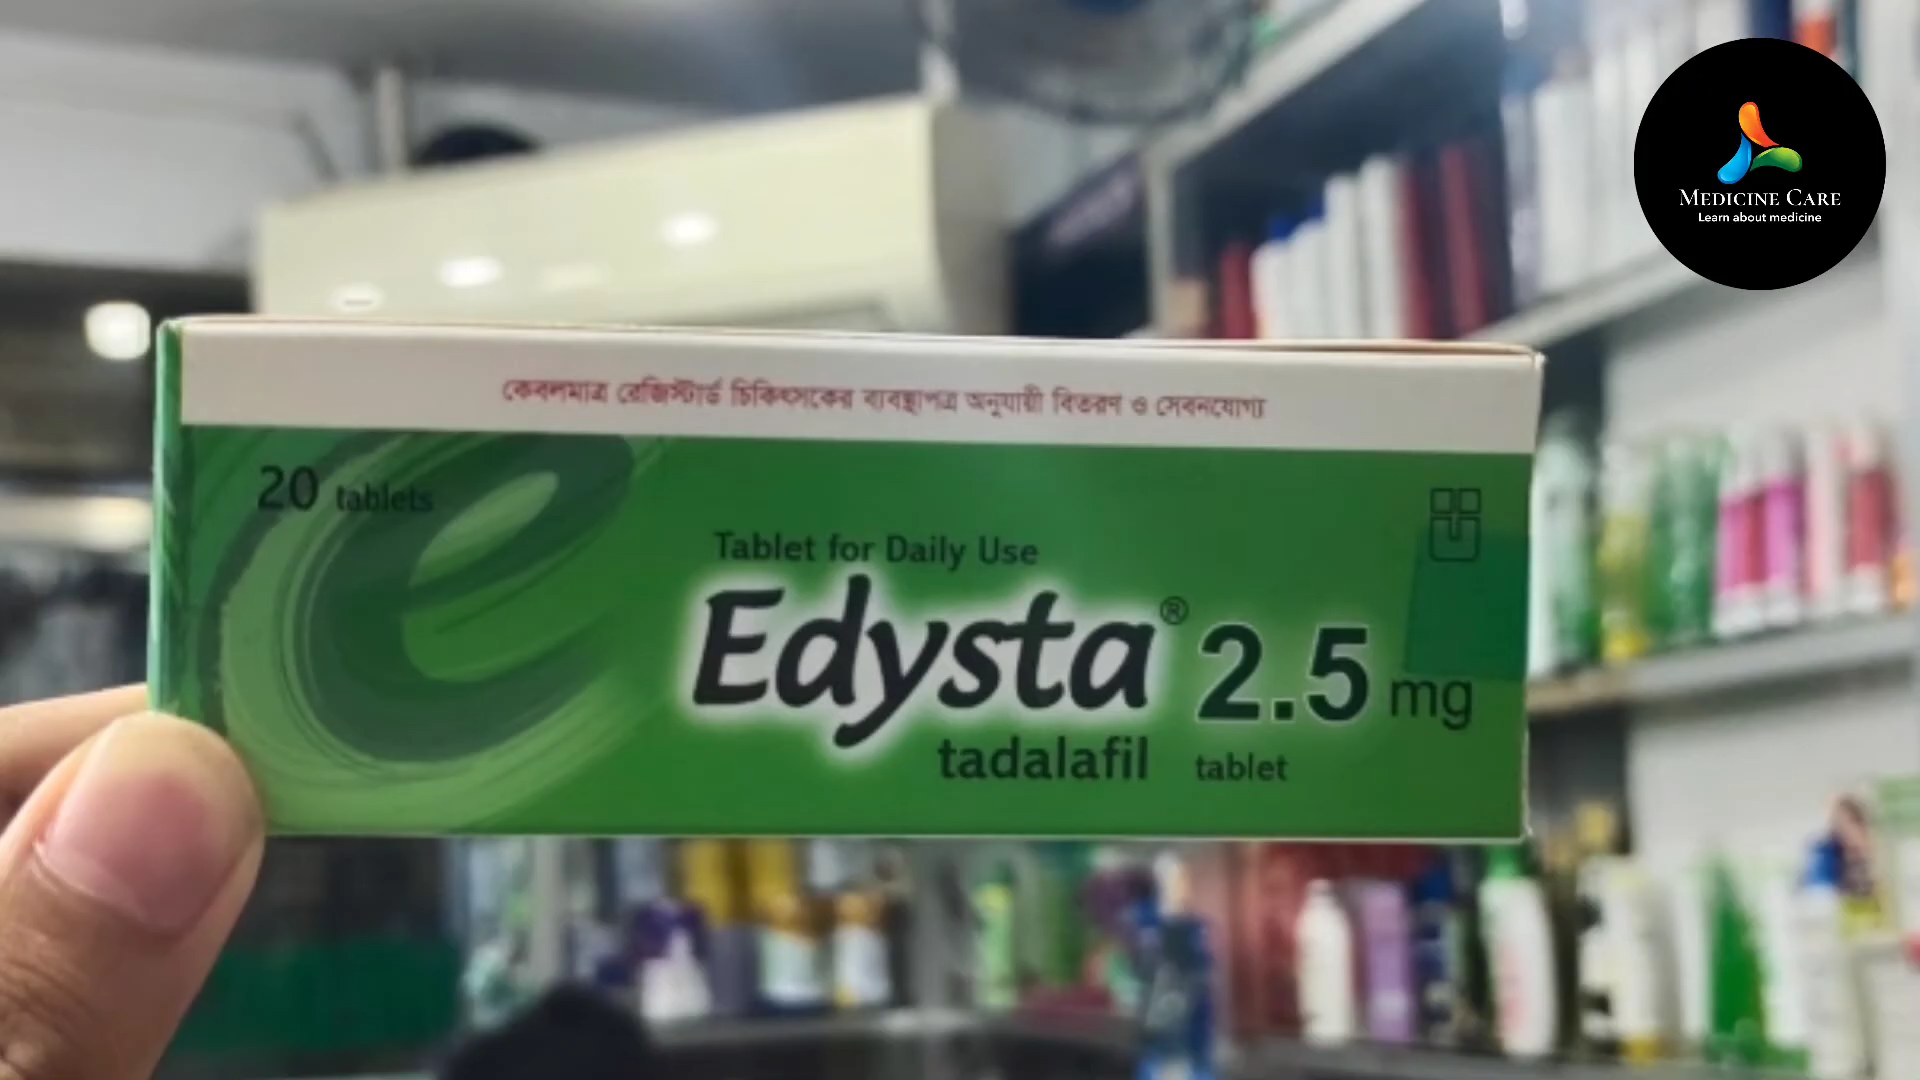 MEDICINE CARE
Learn about medicine
কেবলমাত্র রেজিস্টার্ড চিকিৎসকের ব্যবস্থাপত্র অনুযায়ী বিতরণ ও সেবনযোগ্য
20 tablets
Tablet for Daily Use
Edysta® 2.5 mg
tadalafil tablet